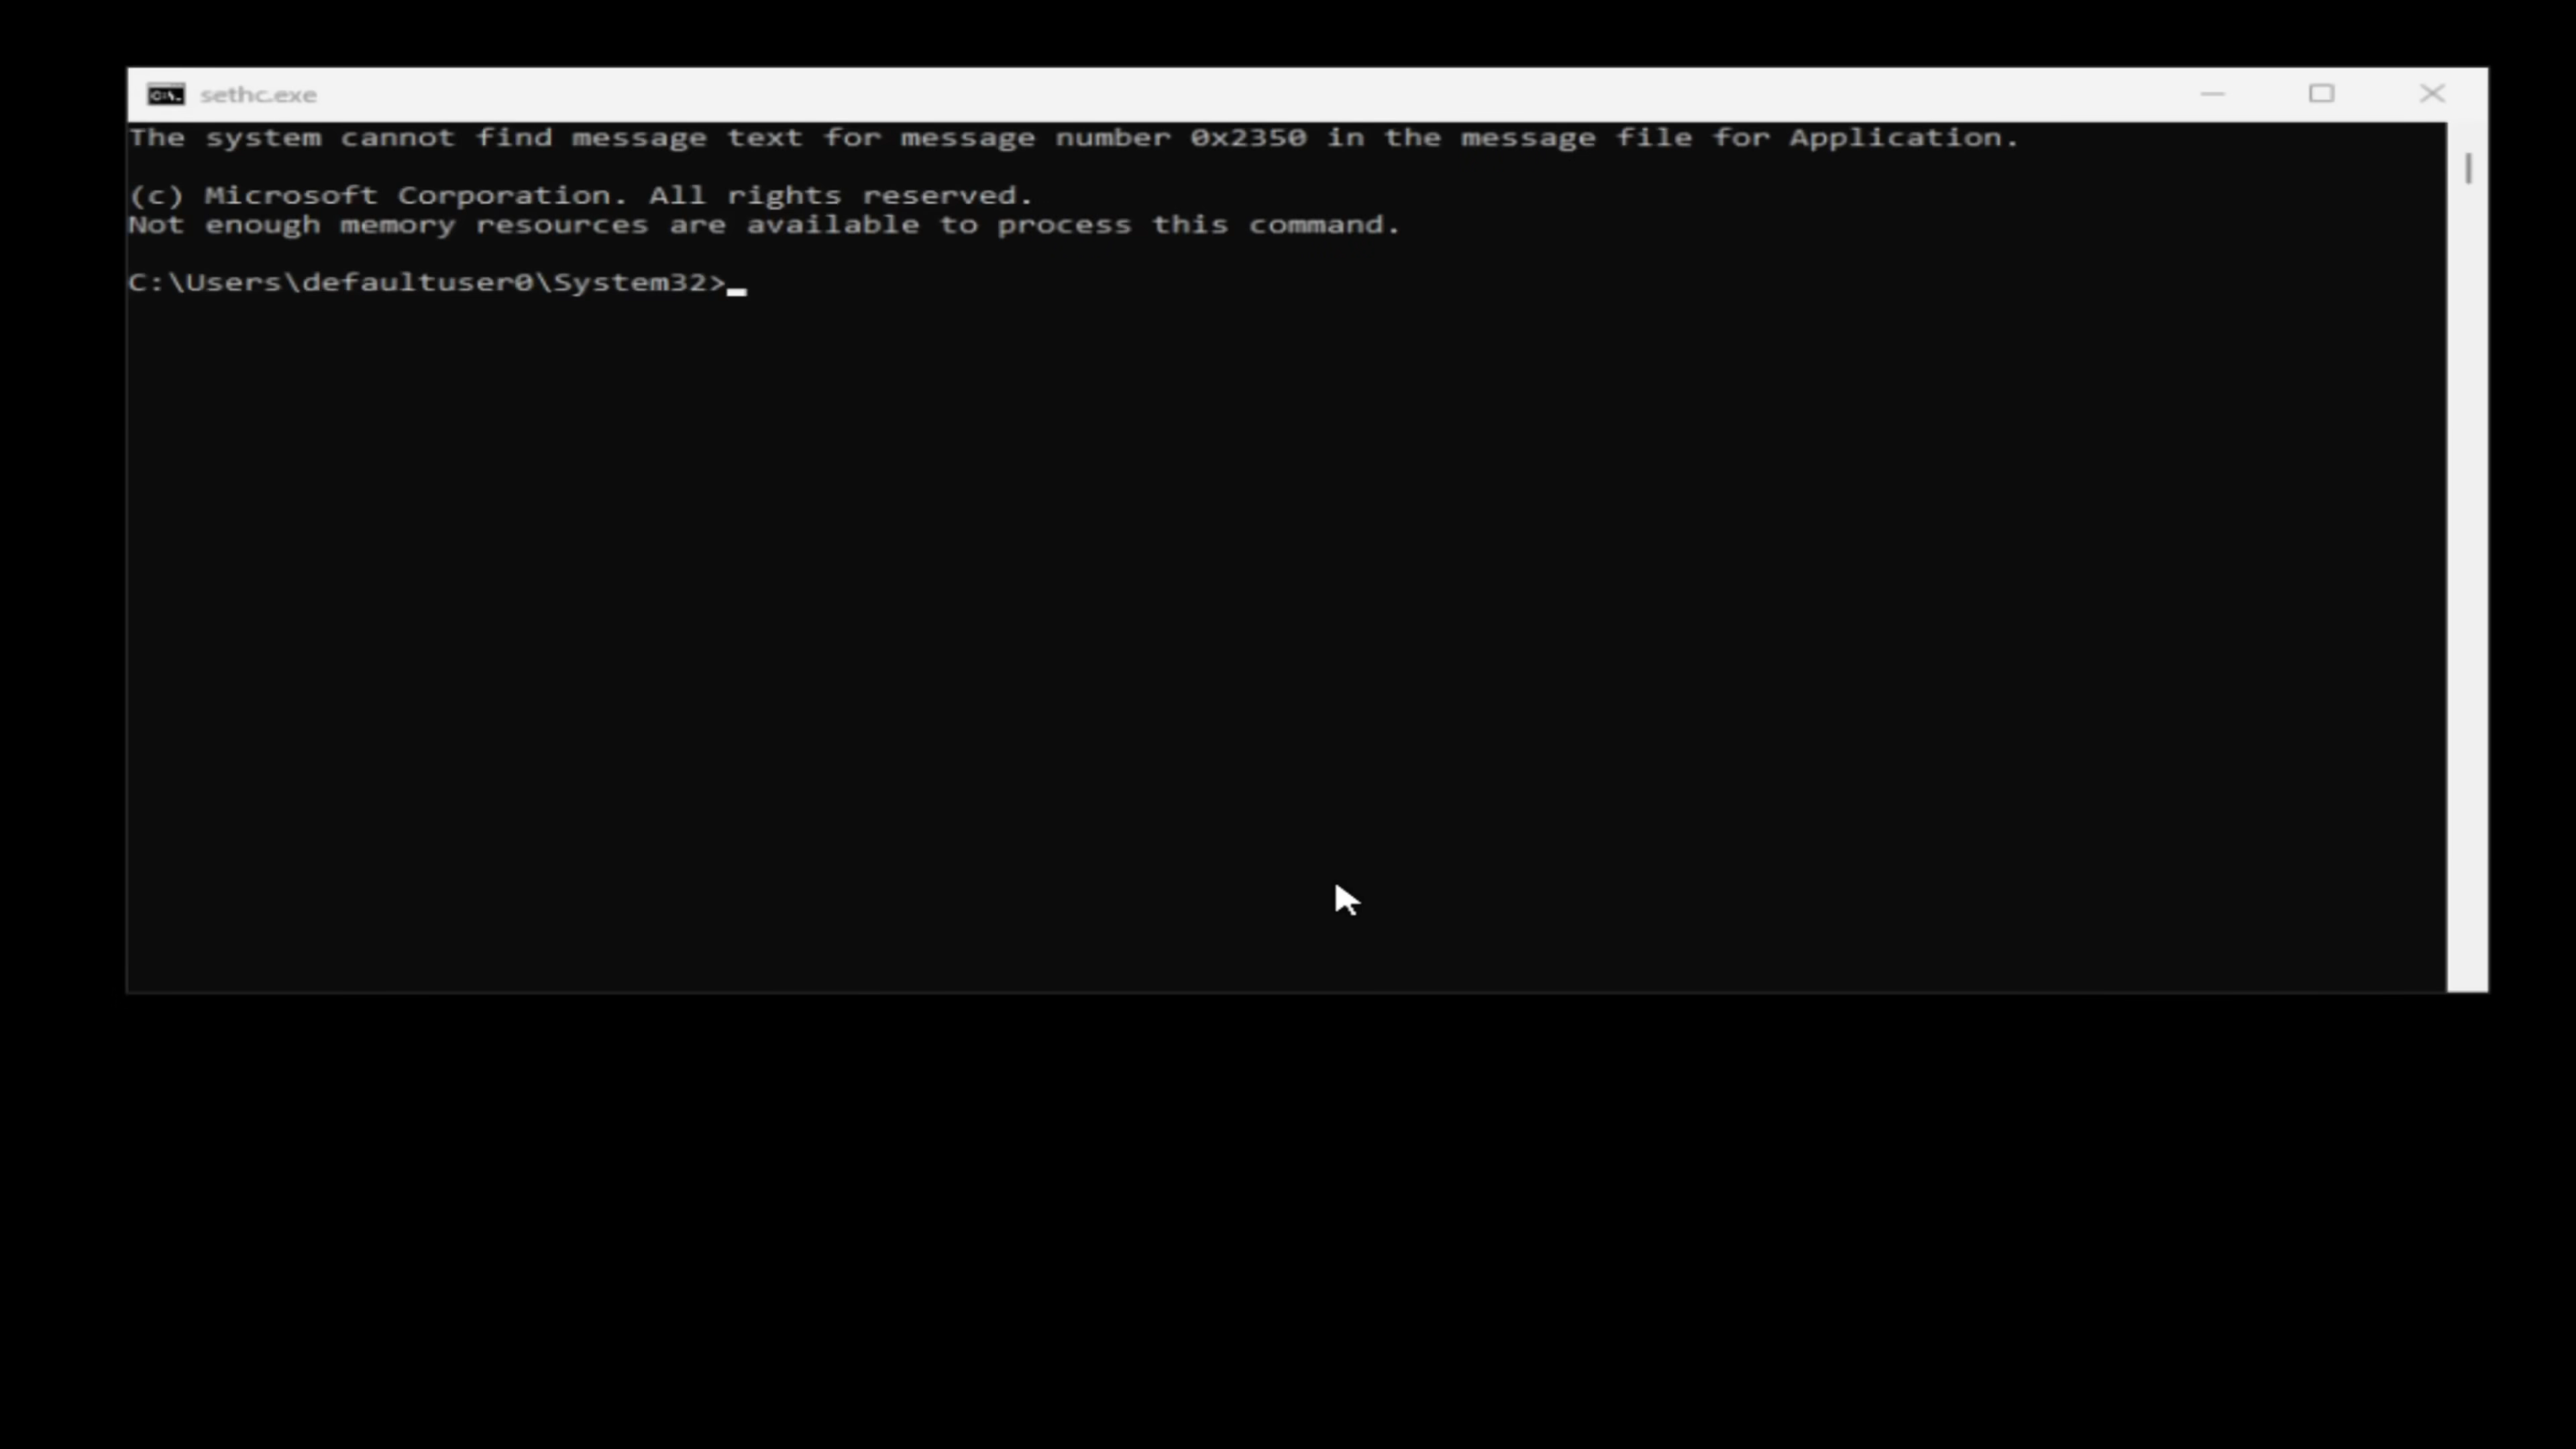 sethc.exe
The system cannot find message text for message number 0x2350 in the message file for Application.
(c) Microsoft Corporation. All rights reserved.
Not enough memory resources are available to process this command.
C:\Users\defaultuser0\System32>